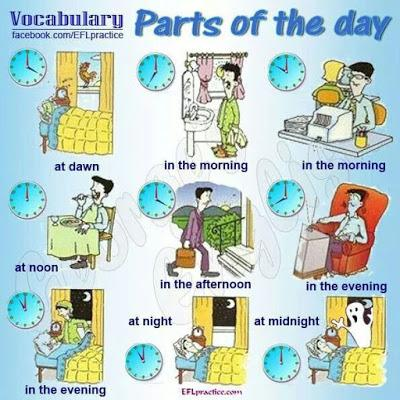 Vocabulary
facebook.com/EFLpractice
Parts of the day
at dawn
in the morning
in the morning
at noon
in the afternoon
in the evening
in the evening
at night
at midnight
EFLpractice.com